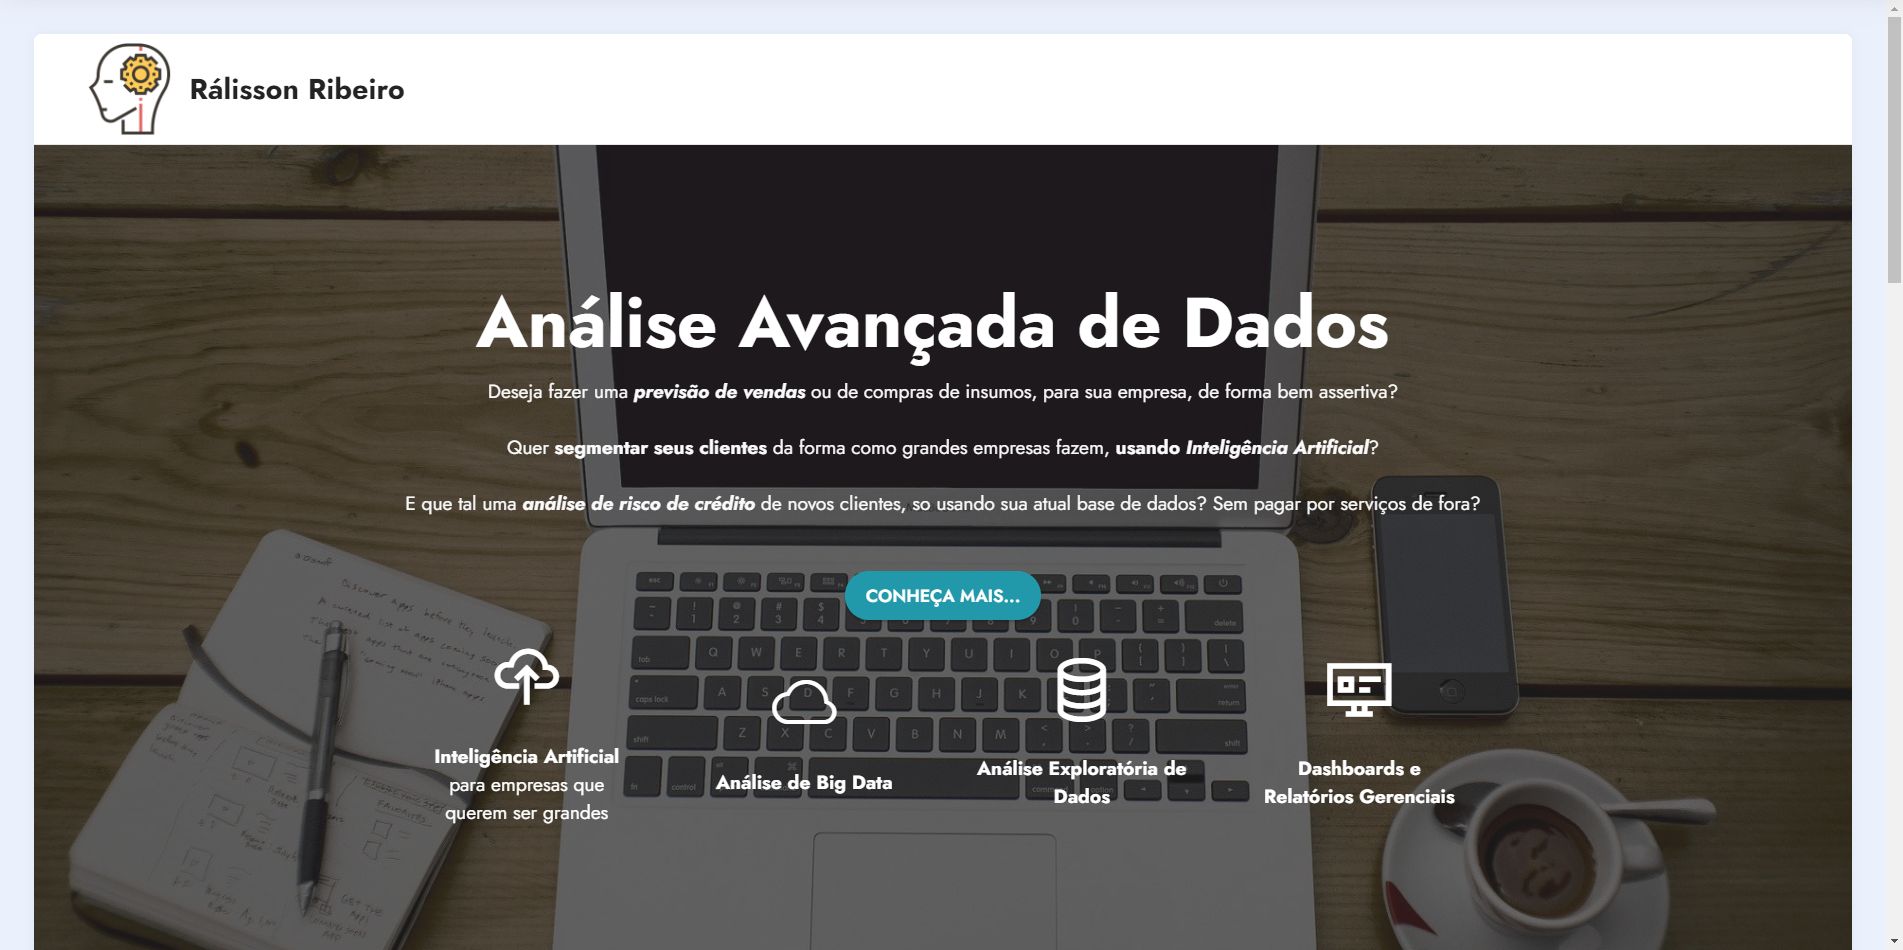 Rálisson Ribeiro
Análise Avançada de Dados
Deseja fazer uma previsão de vendas ou de compras de insumos, para sua empresa, de forma bem assertiva?
Quer segmentar seus clientes da forma como grandes empresas fazem, usando Inteligência Artificial?
E que tal uma análise de risco de crédito de novos clientes, so usando sua atual base de dados? Sem pagar por serviços de fora?
CONHEÇA MAIS...
Inteligência Artificial
para empresas que
querem ser grandes
Análise de Big Data
Análise Exploratória de
Dados
Dashboards e
Relatórios Gerenciais